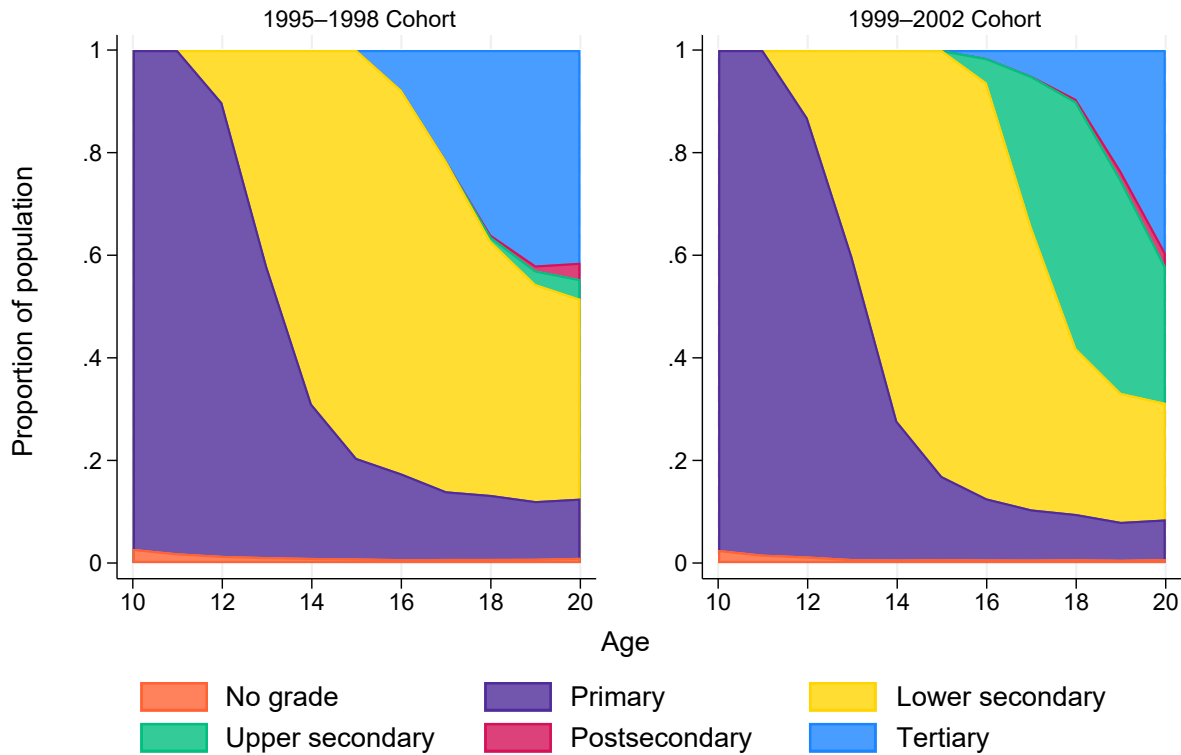 1995–1998 Cohort
1999–2002 Cohort
Proportion of population
1
.8
.6
.4
.2
0
10 12 14 16 18 20
1
.8
.6
.4
.2
0
10 12 14 16 18 20
Age
No grade Primary Lower secondary
Upper secondary Postsecondary Tertiary